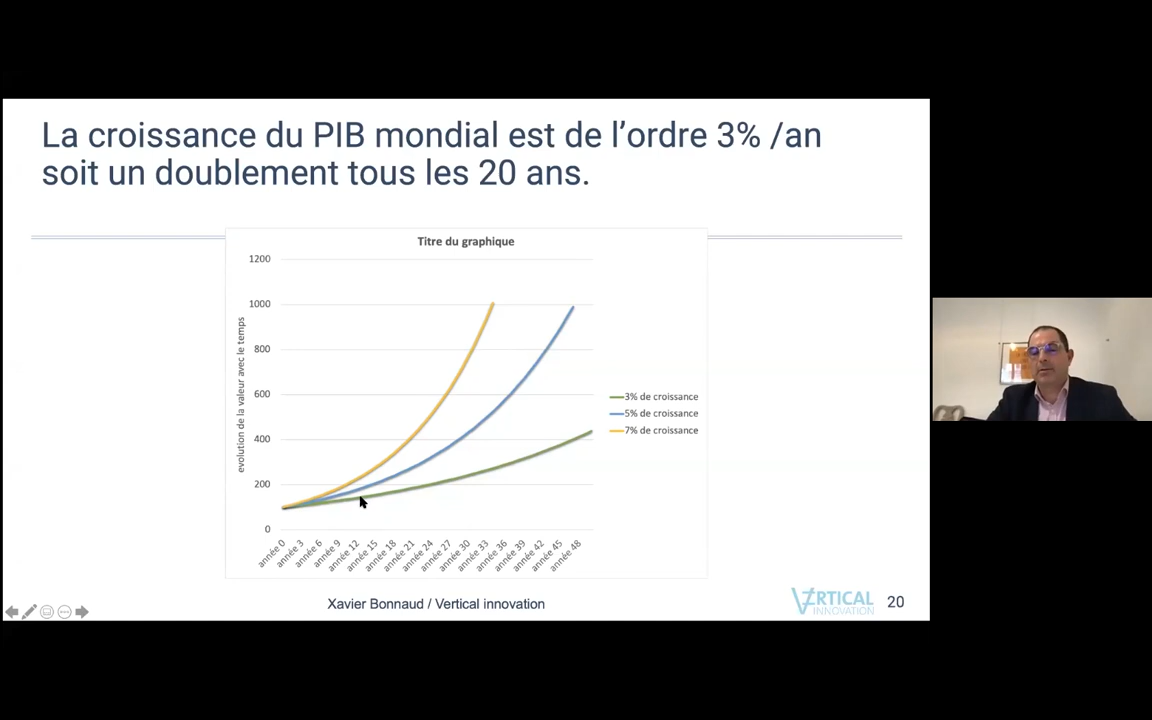 La croissance du PIB mondial est de l’ordre 3% /an
soit un doublement tous les 20 ans.
Titre du graphique
1200
1000
800
600
400
200
0
evolution de la valeur avec le temps
année 0
année 3
année 6
année 9
année 12
année 15
année 18
année 21
année 24
année 27
année 30
année 33
année 36
année 39
année 42
année 45
année 48
3% de croissance
5% de croissance
7% de croissance
Xavier Bonnaud / Vertical innovation
VERTICAL
INNOVATION
20